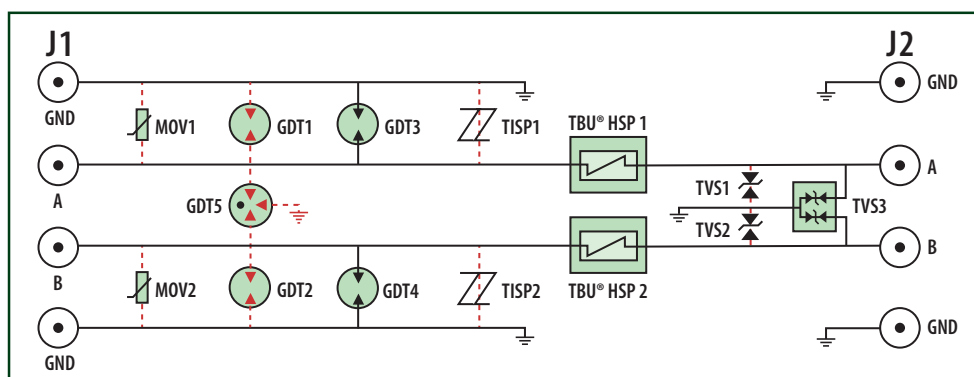 J1
J2
GND
GND
MOV1
GDT1
GDT3
TISP1
TBU® HSP 1
A
A
GDT5
TVS1
TVS2
TVS3
B
B
MOV2
GDT2
GDT4
TISP2
TBU® HSP 2
GND
GND